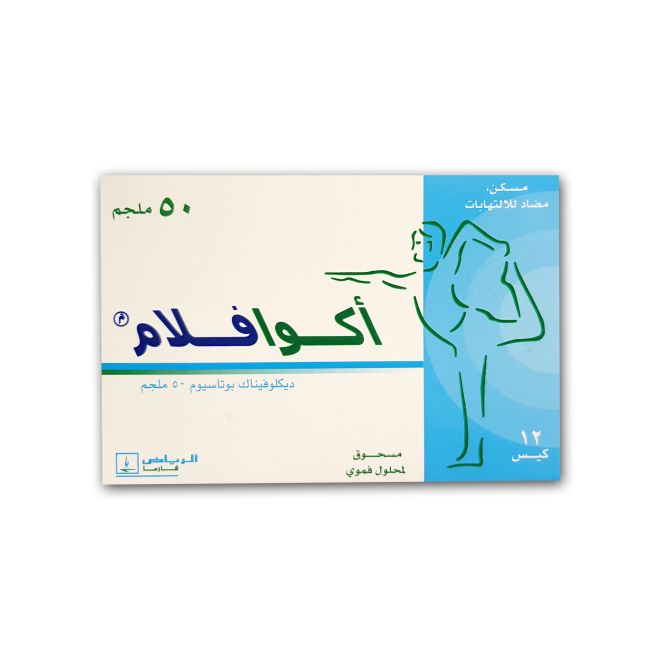 مسكن،
مضاد للالتهابات
٥٠ ملجم
أكوافلام
م
ديكلوفيناك بوتاسيوم ٥٠ ملجم
١٢
كيس
مسحوق
لمحلول فموي
الرياض
فارما